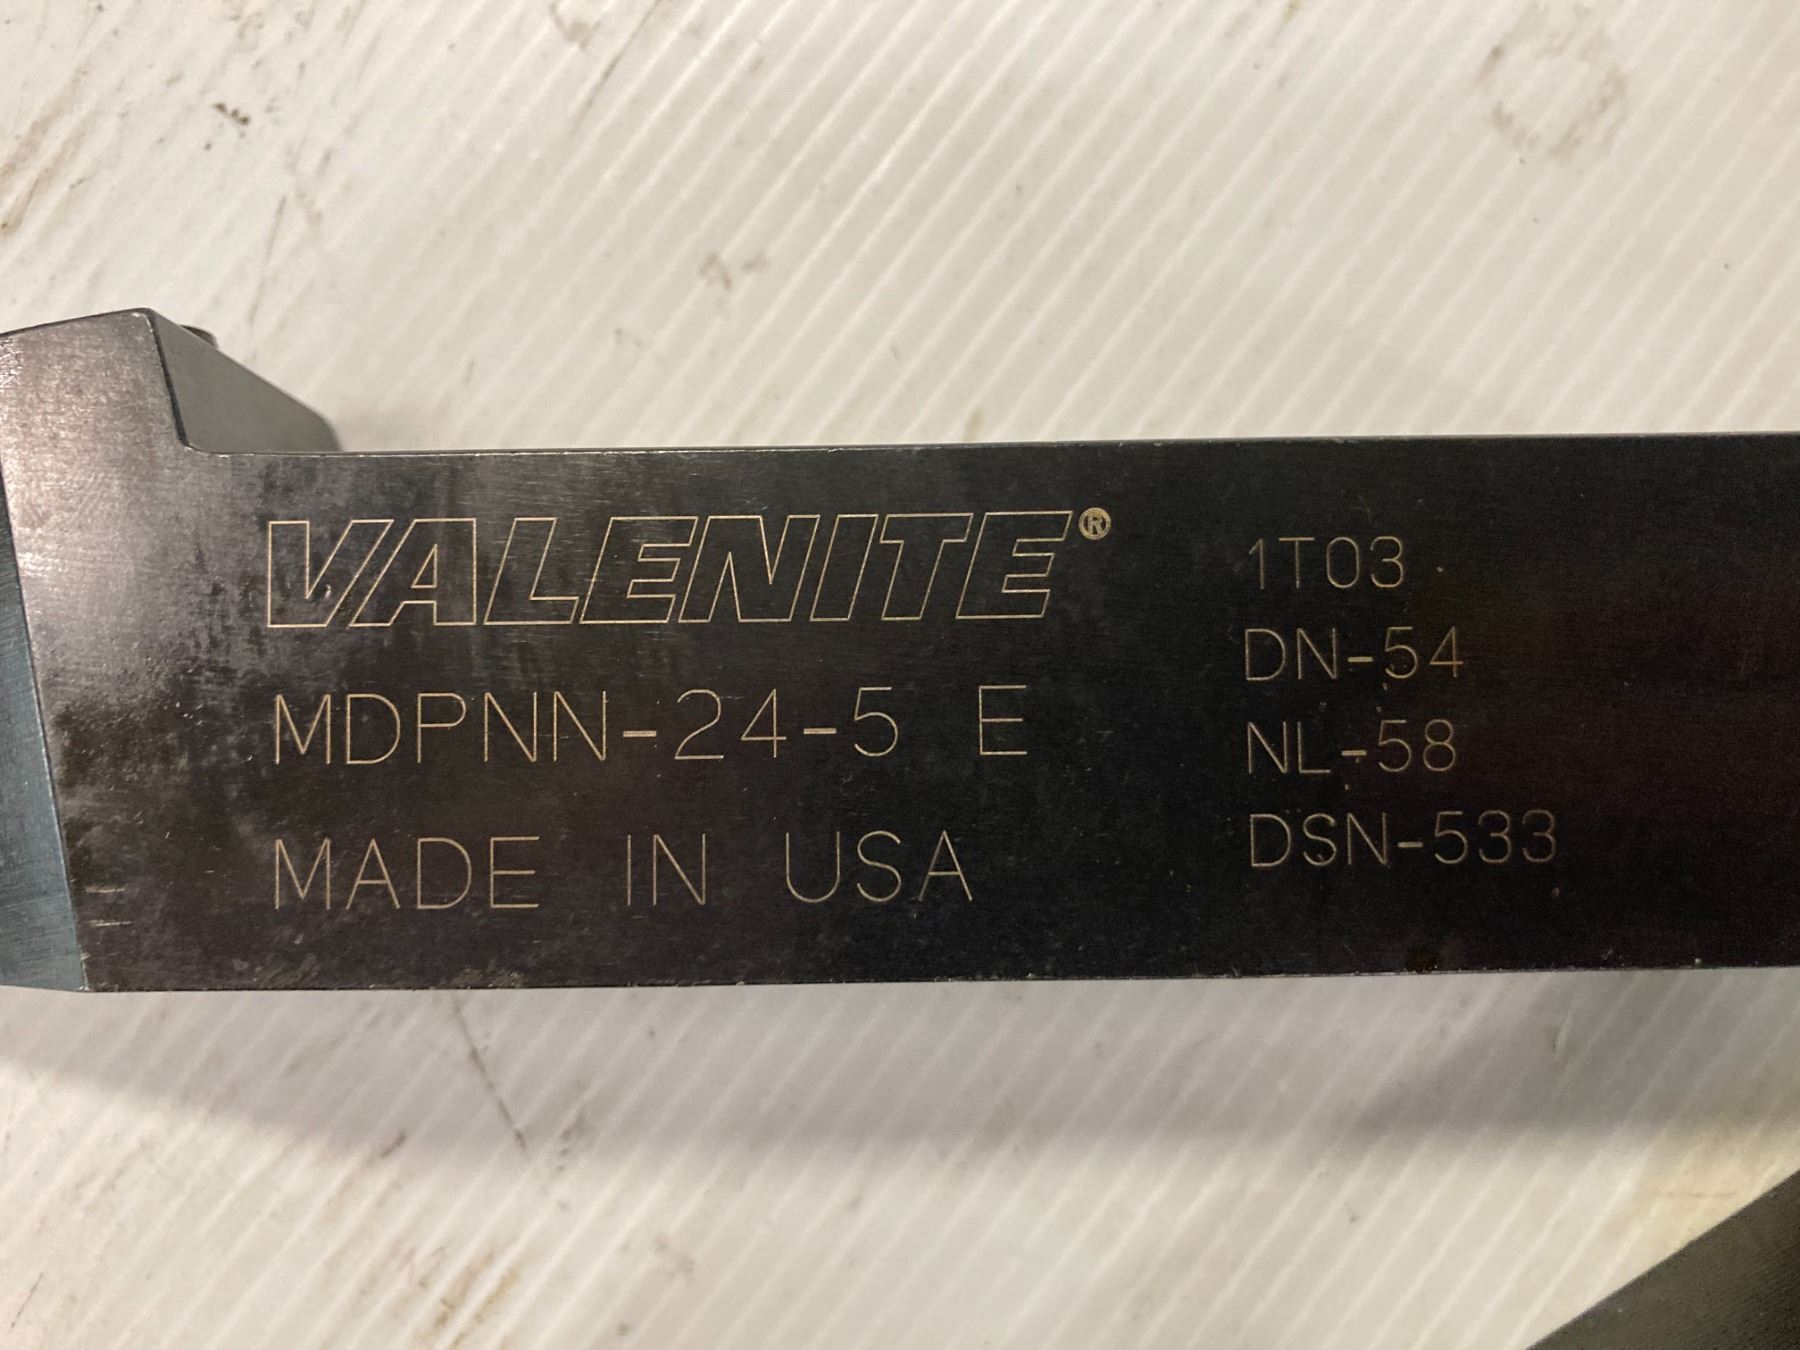 VALENITE®
MDPNN-24-5 E
MADE IN USA
1T03
DN-54
NL-58
DSN-533